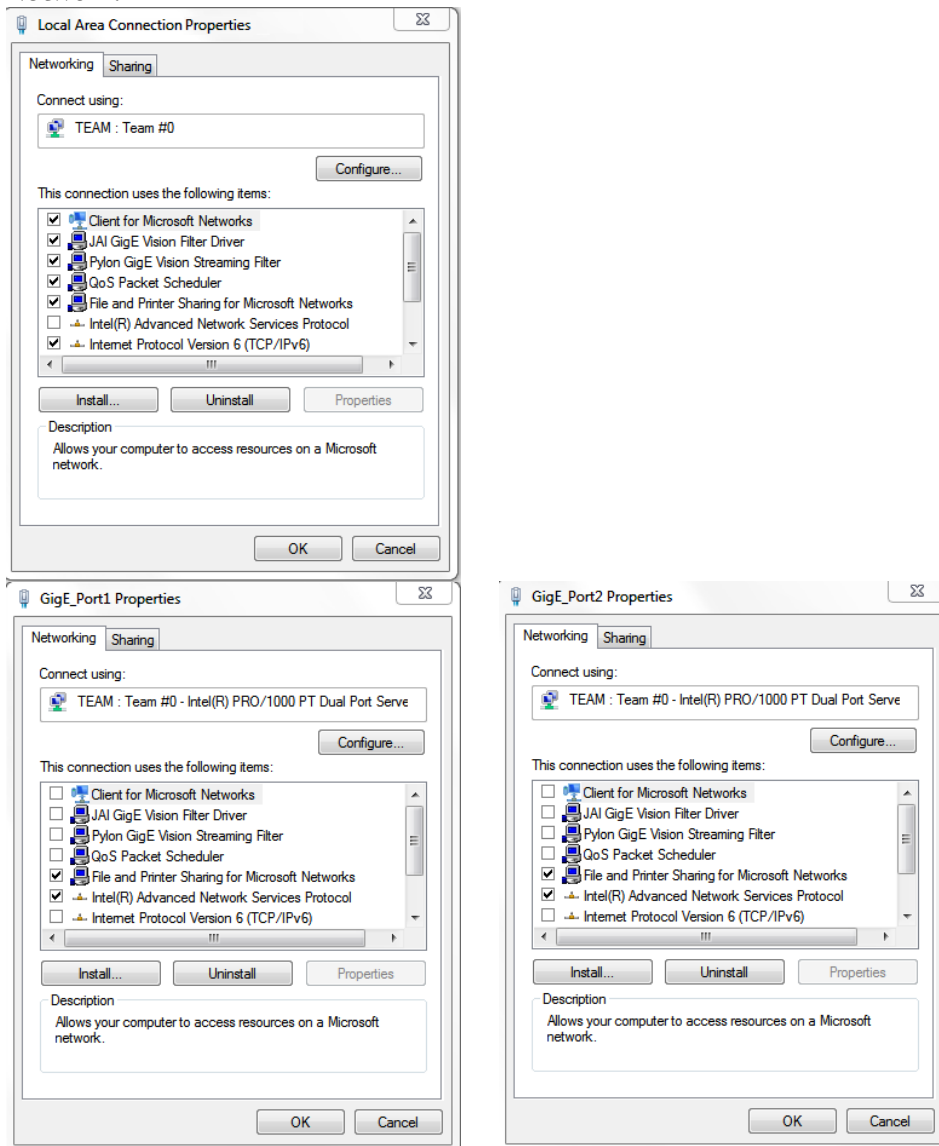 Local Area Connection Properties
Networking Sharing
Connect using:
TEAM : Team #0
Configure...
This connection uses the following items:
Client for Microsoft Networks
JAI GigE Vision Filter Driver
Pylon GigE Vision Streaming Filter
QoS Packet Scheduler
File and Printer Sharing for Microsoft Networks
Intel(R) Advanced Network Services Protocol
Internet Protocol Version 6 (TCP/IPv6)
Install... Uninstall Properties
Description
Allows your computer to access resources on a Microsoft
network.
OK Cancel
GigE_Port1 Properties
Networking Sharing
Connect using:
TEAM : Team #0 - Intel(R) PRO/1000 PT Dual Port Serve
Configure...
This connection uses the following items:
Client for Microsoft Networks
JAI GigE Vision Filter Driver
Pylon GigE Vision Streaming Filter
QoS Packet Scheduler
File and Printer Sharing for Microsoft Networks
Intel(R) Advanced Network Services Protocol
Internet Protocol Version 6 (TCP/IPv6)
Install... Uninstall Properties
Description
Allows your computer to access resources on a Microsoft
network.
OK Cancel
GigE_Port2 Properties
Networking Sharing
Connect using:
TEAM : Team #0 - Intel(R) PRO/1000 PT Dual Port Serve
Configure...
This connection uses the following items:
Client for Microsoft Networks
JAI GigE Vision Filter Driver
Pylon GigE Vision Streaming Filter
QoS Packet Scheduler
File and Printer Sharing for Microsoft Networks
Intel(R) Advanced Network Services Protocol
Internet Protocol Version 6 (TCP/IPv6)
Install... Uninstall Properties
Description
Allows your computer to access resources on a Microsoft
network.
OK Cancel